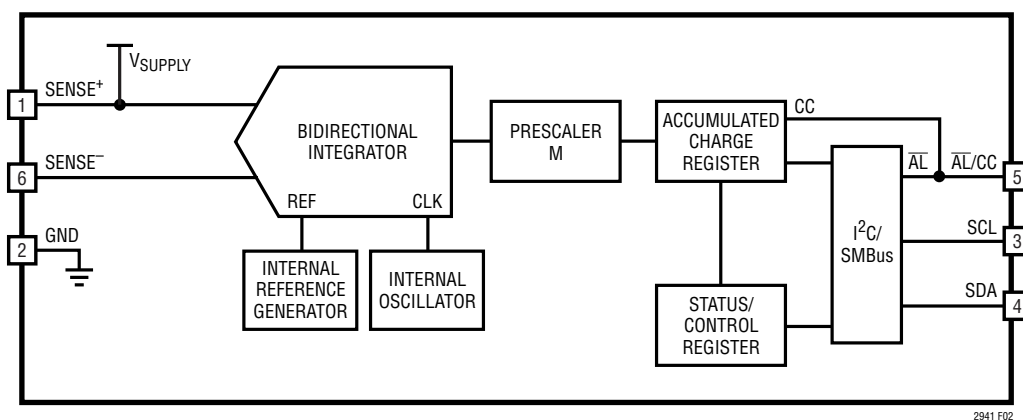 VSUPPLY
SENSE+
1
CC
BIDIRECTIONAL
INTEGRATOR
PRESCALER
M
ACCUMULATED
CHARGE
REGISTER
AL
AL/CC
5
SENSE–
6
REF
CLK
I2C/
SMBus
SCL
3
GND
2
INTERNAL
REFERENCE
GENERATOR
INTERNAL
OSCILLATOR
STATUS/
CONTROL
REGISTER
SDA
4
2941 F02